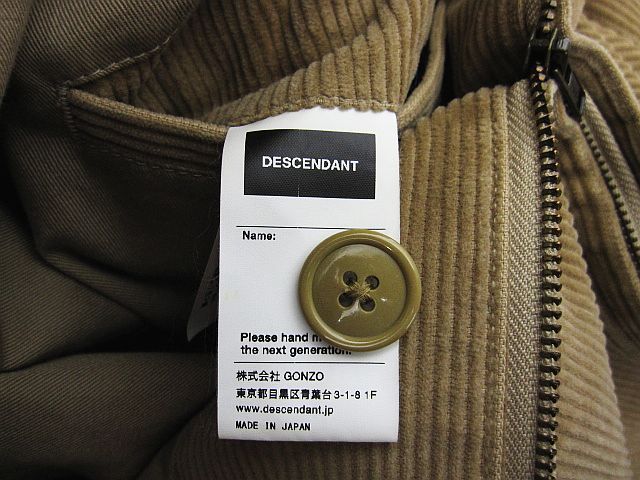 DESCENDANT
Name:
Please hand
the next generation.
株式会社 GONZO
東京都目黒区青葉台3-1-8 1F
www.descendant.jp
MADE IN JAPAN